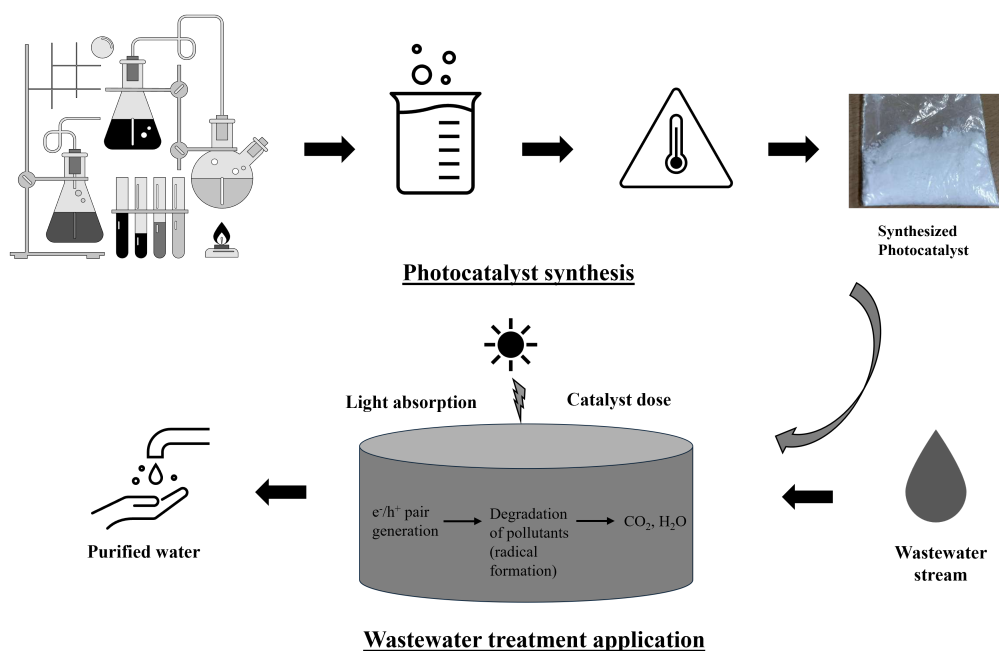 Synthesized
Photocatalyst
Photocatalyst synthesis
Light absorption
Catalyst dose
e⁻/h⁺ pair
generation
Degradation
of pollutants
(radical
formation)
CO₂, H₂O
Purified water
Wastewater
stream
Wastewater treatment application